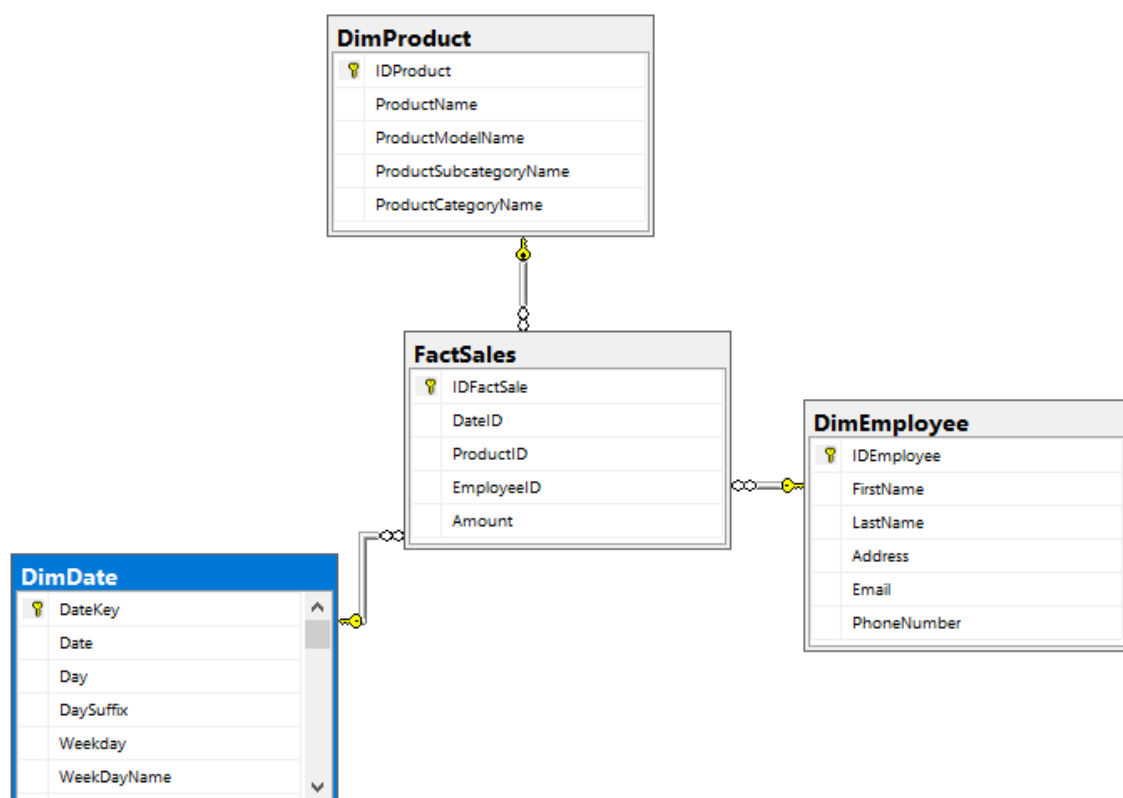 DimProduct
IDProduct
ProductName
ProductModelName
ProductSubcategoryName
ProductCategoryName
FactSales
IDFactSale
DateID
ProductID
EmployeeID
Amount
DimEmployee
IDEmployee
FirstName
LastName
Address
Email
PhoneNumber
DimDate
DateKey
Date
Day
DaySuffix
Weekday
WeekDayName